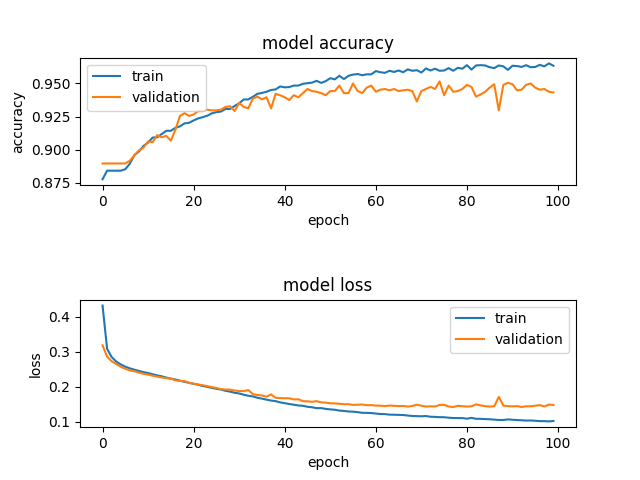 model accuracy
train
validation
accuracy
0.950
0.925
0.900
0.875
0 20 40 60 80 100
epoch
model loss
train
validation
loss
0.4
0.3
0.2
0.1
0 20 40 60 80 100
epoch